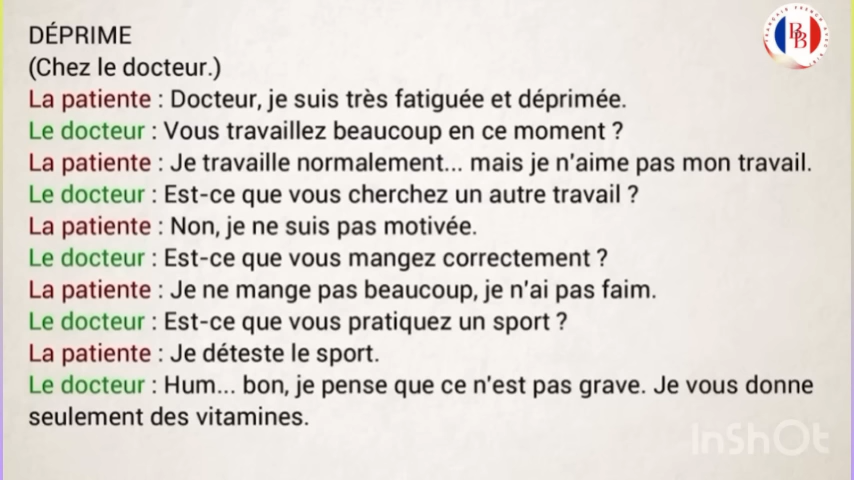 DÉPRIME
(Chez le docteur.)
La patiente : Docteur, je suis très fatiguée et déprimée.
Le docteur : Vous travaillez beaucoup en ce moment ?
La patiente : Je travaille normalement... mais je n'aime pas mon travail.
Le docteur : Est-ce que vous cherchez un autre travail ?
La patiente : Non, je ne suis pas motivée.
Le docteur : Est-ce que vous mangez correctement ?
La patiente : Je ne mange pas beaucoup, je n'ai pas faim.
Le docteur : Est-ce que vous pratiquez un sport ?
La patiente : Je déteste le sport.
Le docteur : Hum... bon, je pense que ce n'est pas grave. Je vous donne
seulement des vitamines.
InShOt